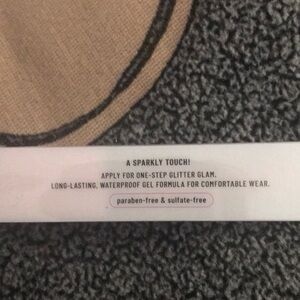 A SPARKLY TOUCH!
APPLY FOR ONE-STEP GLITTER GLAM.
LONG-LASTING, WATERPROOF GEL FORMULA FOR COMFORTABLE WEAR.
paraben-free & sulfate-free